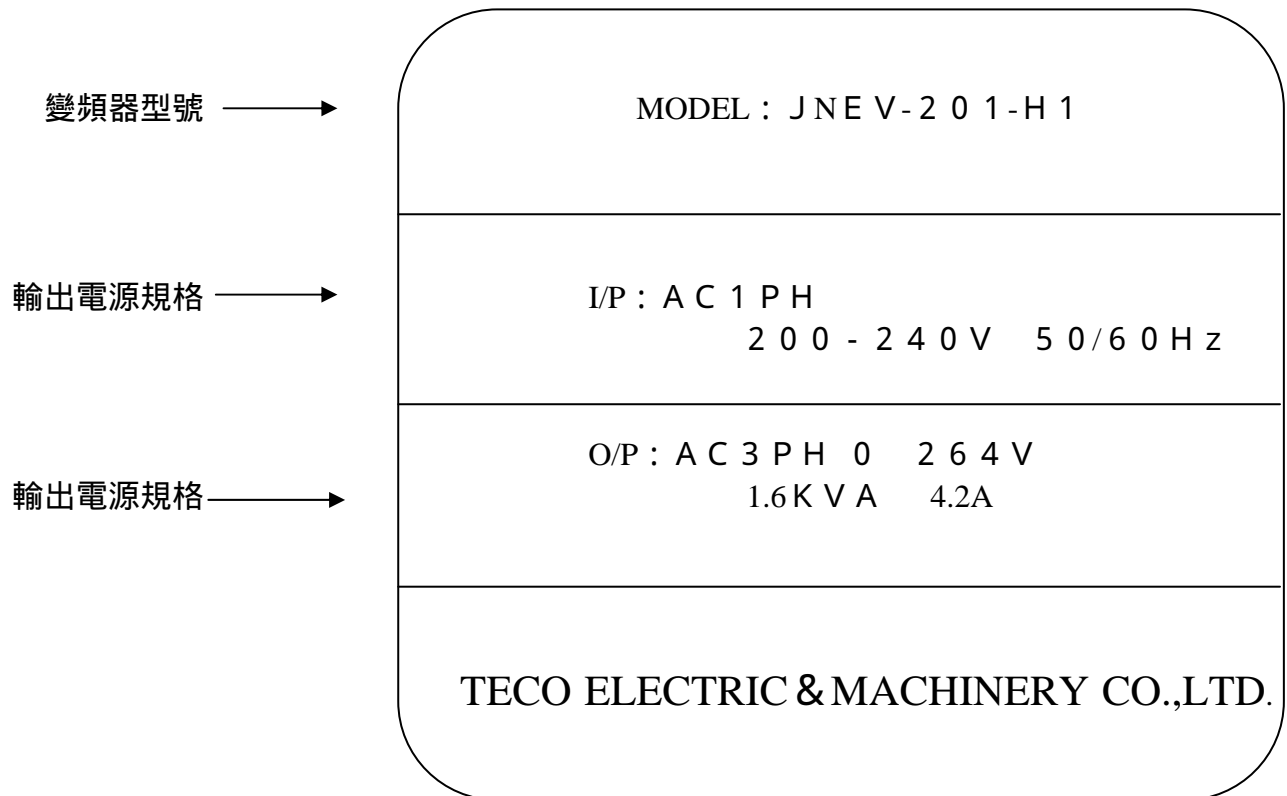 變頻器型號
MODEL：JNEV-201-H1
輸出電源規格
I/P：AC1PH
200-240V 50/60Hz
輸出電源規格
O/P：AC3PH 0 264V
1.6KVA 4.2A
TECO ELECTRIC&MACHINERY CO.,LTD.